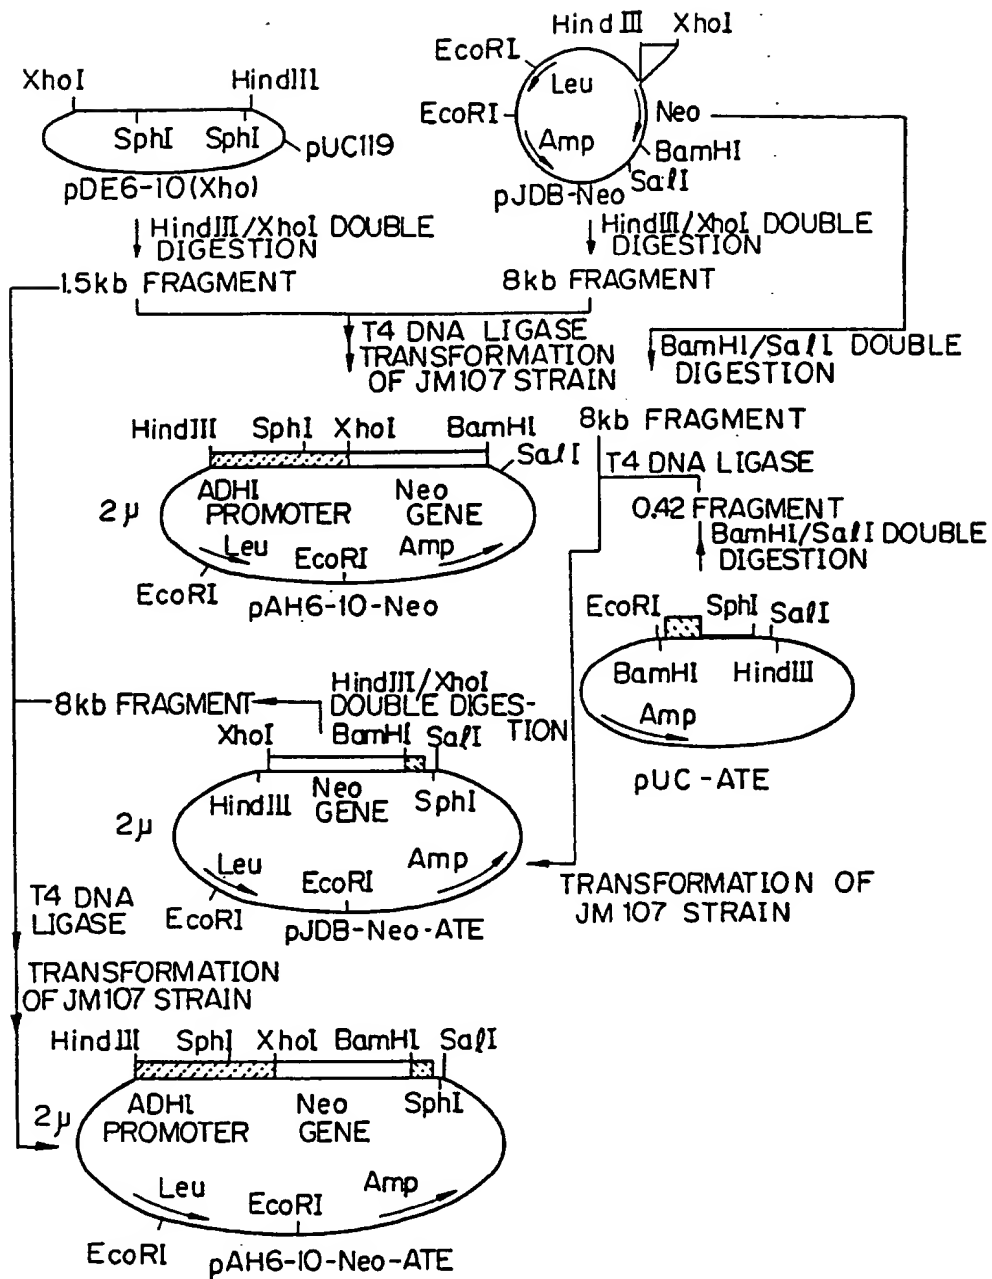 XhoI
HindIII
SphI
SphI
pUC119
pDE6-10(Xho)
HindIII/XhoI DOUBLE
DIGESTION
1.5kb FRAGMENT
HindIII
XhoI
EcoRI
Leu
EcoRI
Neo
Amp
BamHI
SalI
pJDB-Neo
HindIII/XhoI DOUBLE
DIGESTION
8kb FRAGMENT
T4 DNA LIGASE
TRANSFORMATION
OF JM107 STRAIN
BamHI/SalI DOUBLE
DIGESTION
8kb FRAGMENT
T4 DNA LIGASE
0.42 FRAGMENT
BamHI/SalI DOUBLE
DIGESTION
HindIII
SphI
XhoI
BamHI
SalI
2μ
ADHI
PROMOTER
Neo
GENE
Leu
EcoRI
Amp
EcoRI
pAH6-10-Neo
EcoRI
SphI
SalI
BamHI
HindIII
Amp
pUC-ATE
8kb FRAGMENT
HindIII/XhoI
DOUBLE DIGES-
TION
XhoI
BamHI
SalI
HindIII
Neo
GENE
SphI
2μ
Leu
EcoRI
Amp
EcoRI
pJDB-Neo-ATE
TRANSFORMATION OF
JM 107 STRAIN
T4 DNA
LIGASE
TRANSFORMATION
OF JM107 STRAIN
HindIII
SphI
XhoI
BamHI
SalI
2μ
ADHI
PROMOTER
Neo
GENE
SphI
Leu
EcoRI
Amp
EcoRI
pAH6-10-Neo-ATE